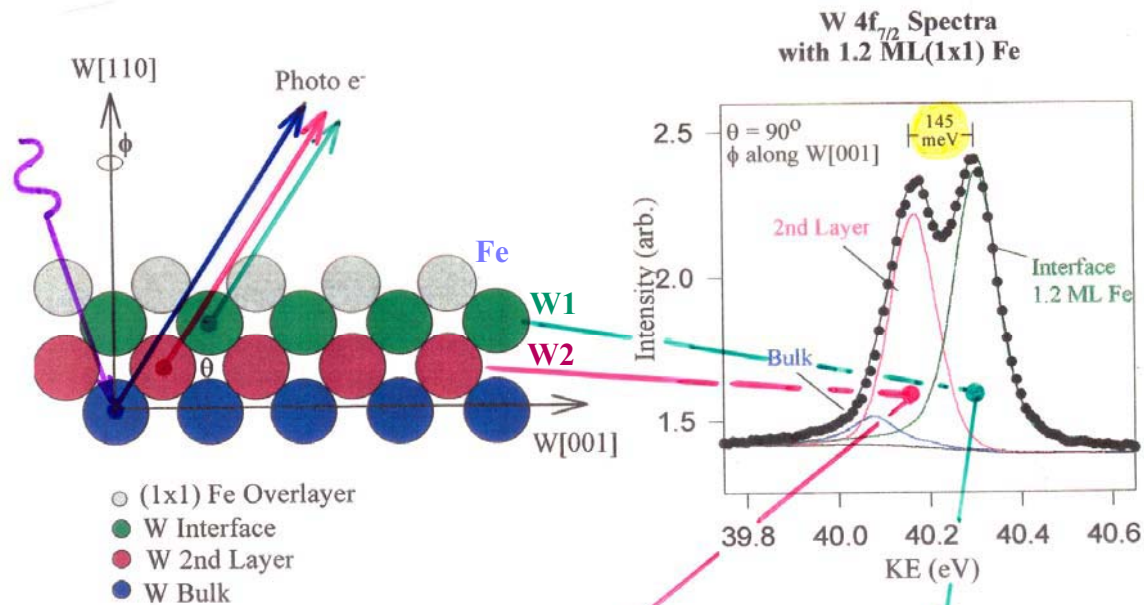 W 4f7/2 Spectra
with 1.2 ML(1x1) Fe
W[110]
Photo e-
ϕ
Fe
W1
W2
θ
W[001]
(1x1) Fe Overlayer
W Interface
W 2nd Layer
W Bulk
145
meV
θ = 90°
ϕ along W[001]
2nd Layer
Interface
1.2 ML Fe
Bulk
Intensity (arb.)
2.5
2.0
1.5
39.8 40.0 40.2 40.4 40.6
KE (eV)